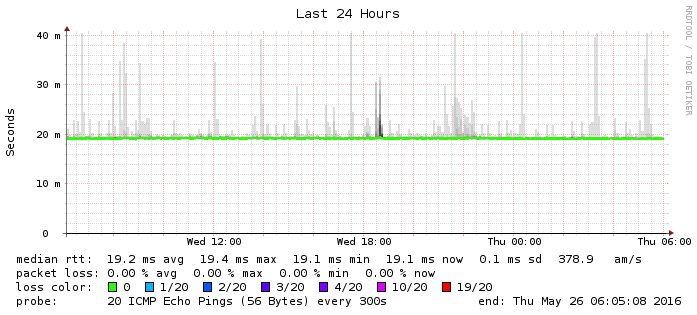 Last 24 Hours
RRDTOOL / TOBI OETIKER
Seconds
40 m
30 m
20 m
10 m
0
Wed 12:00 Wed 18:00 Thu 00:00 Thu 06:00
median rtt: 19.2 ms avg 19.4 ms max 19.1 ms min 19.1 ms now 0.1 ms sd 378.9 am/s
packet loss: 0.00 % avg 0.00 % max 0.00 % min 0.00 % now
loss color: 0 1/20 2/20 3/20 4/20 10/20 19/20
probe: 20 ICMP Echo Pings (56 Bytes) every 300s end: Thu May 26 06:05:08 2016